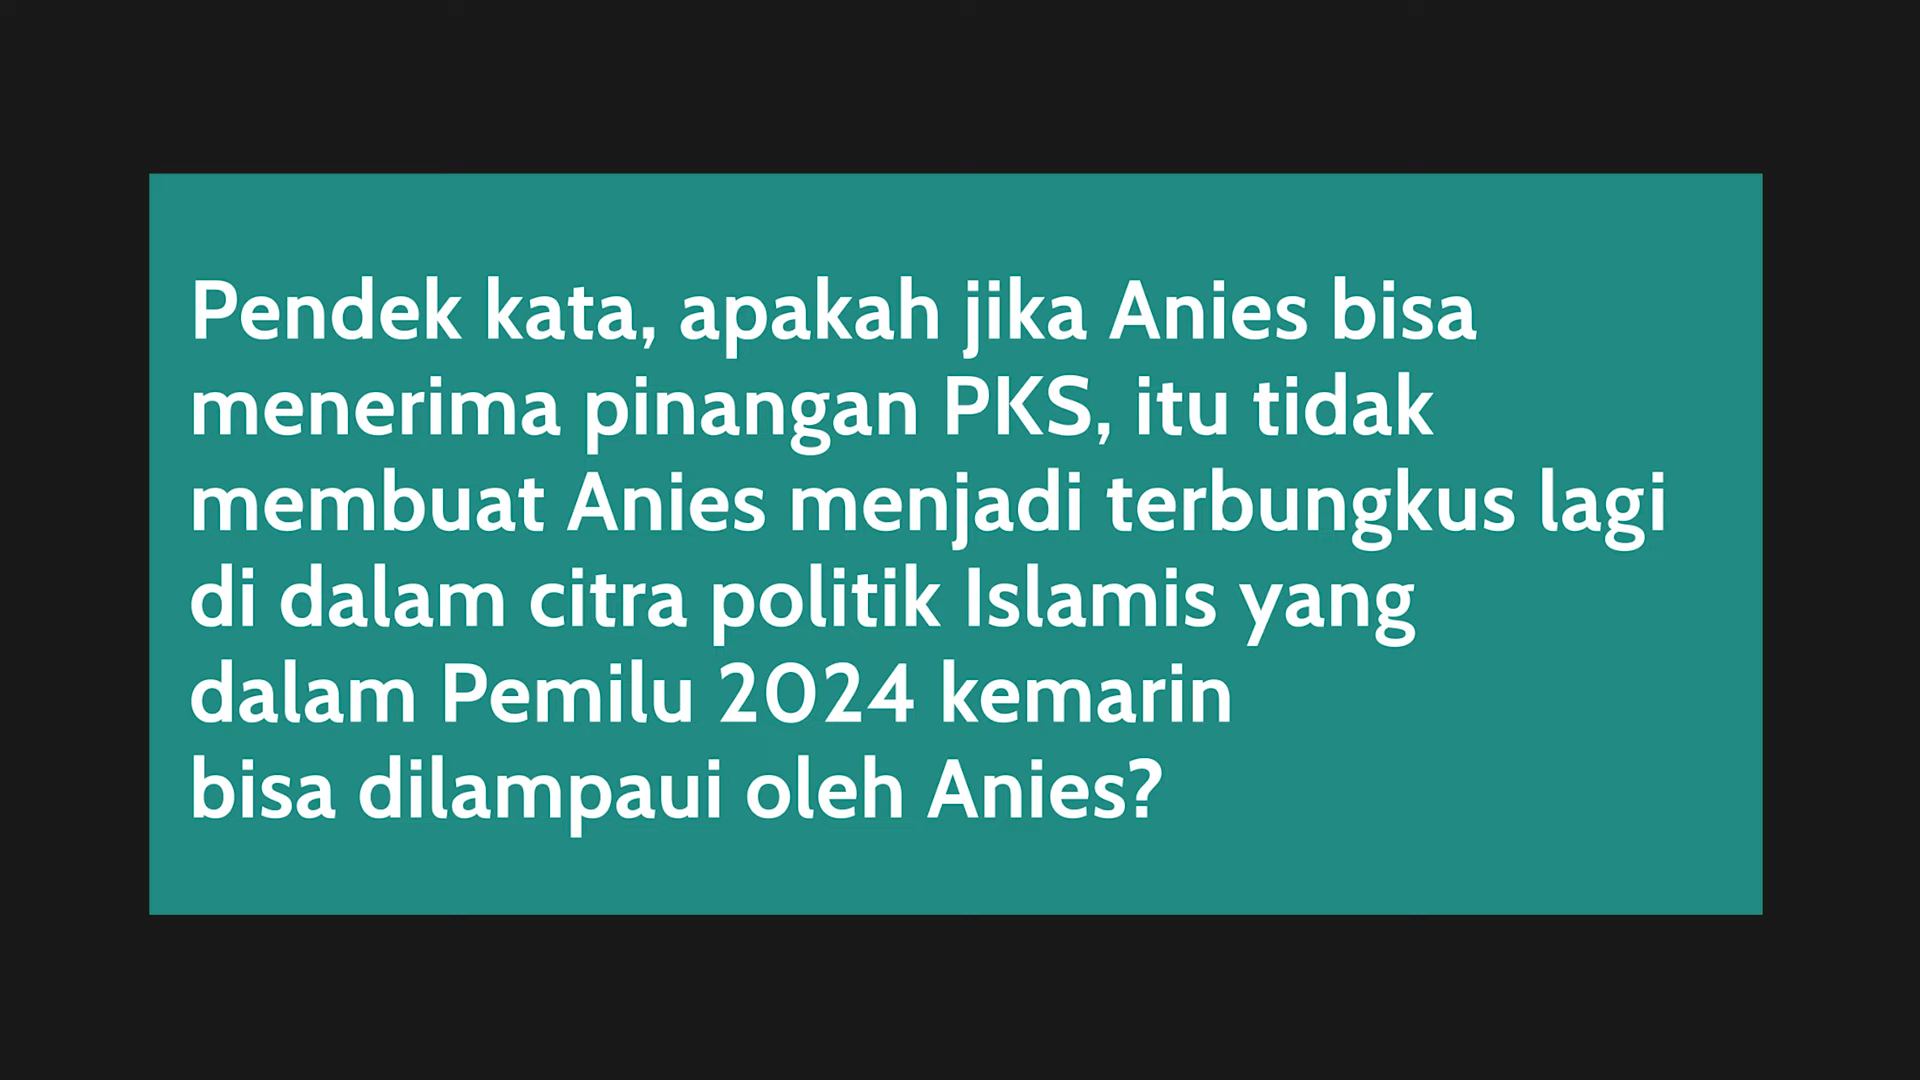 Pendek kata, apakah jika Anies bisa
menerima pinangan PKS, itu tidak
membuat Anies menjadi terbungkus lagi
di dalam citra politik Islamis yang
dalam Pemilu 2024 kemarin
bisa dilampaui oleh Anies?